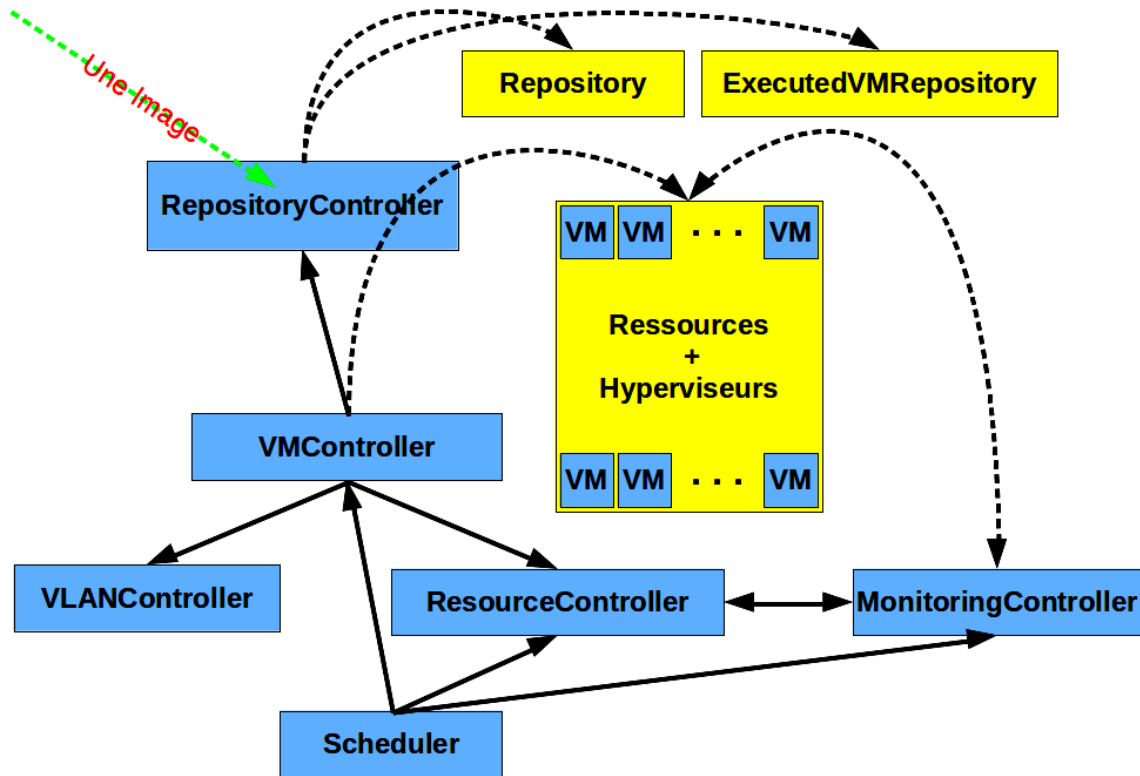 Une Image
Repository
ExecutedVMRepository
RepositoryController
VM VM . . . VM
Ressources
+
Hyperviseurs
VMController
VM VM . . . VM
VLANController
ResourceController
MonitoringController
Scheduler